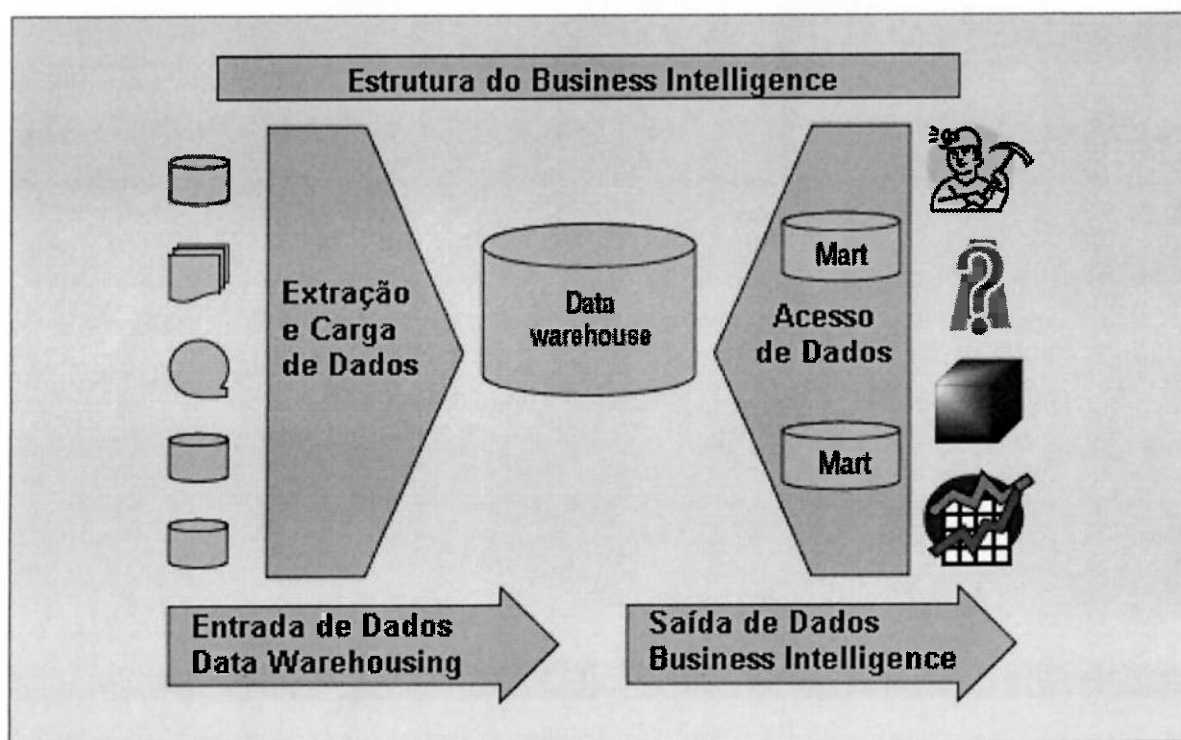 Estrutura do Business Intelligence
Extração
e Carga
de Dados
Data
warehouse
Mart
Acesso
de Dados
Mart
Entrada de Dados
Data Warehousing
Saída de Dados
Business Intelligence